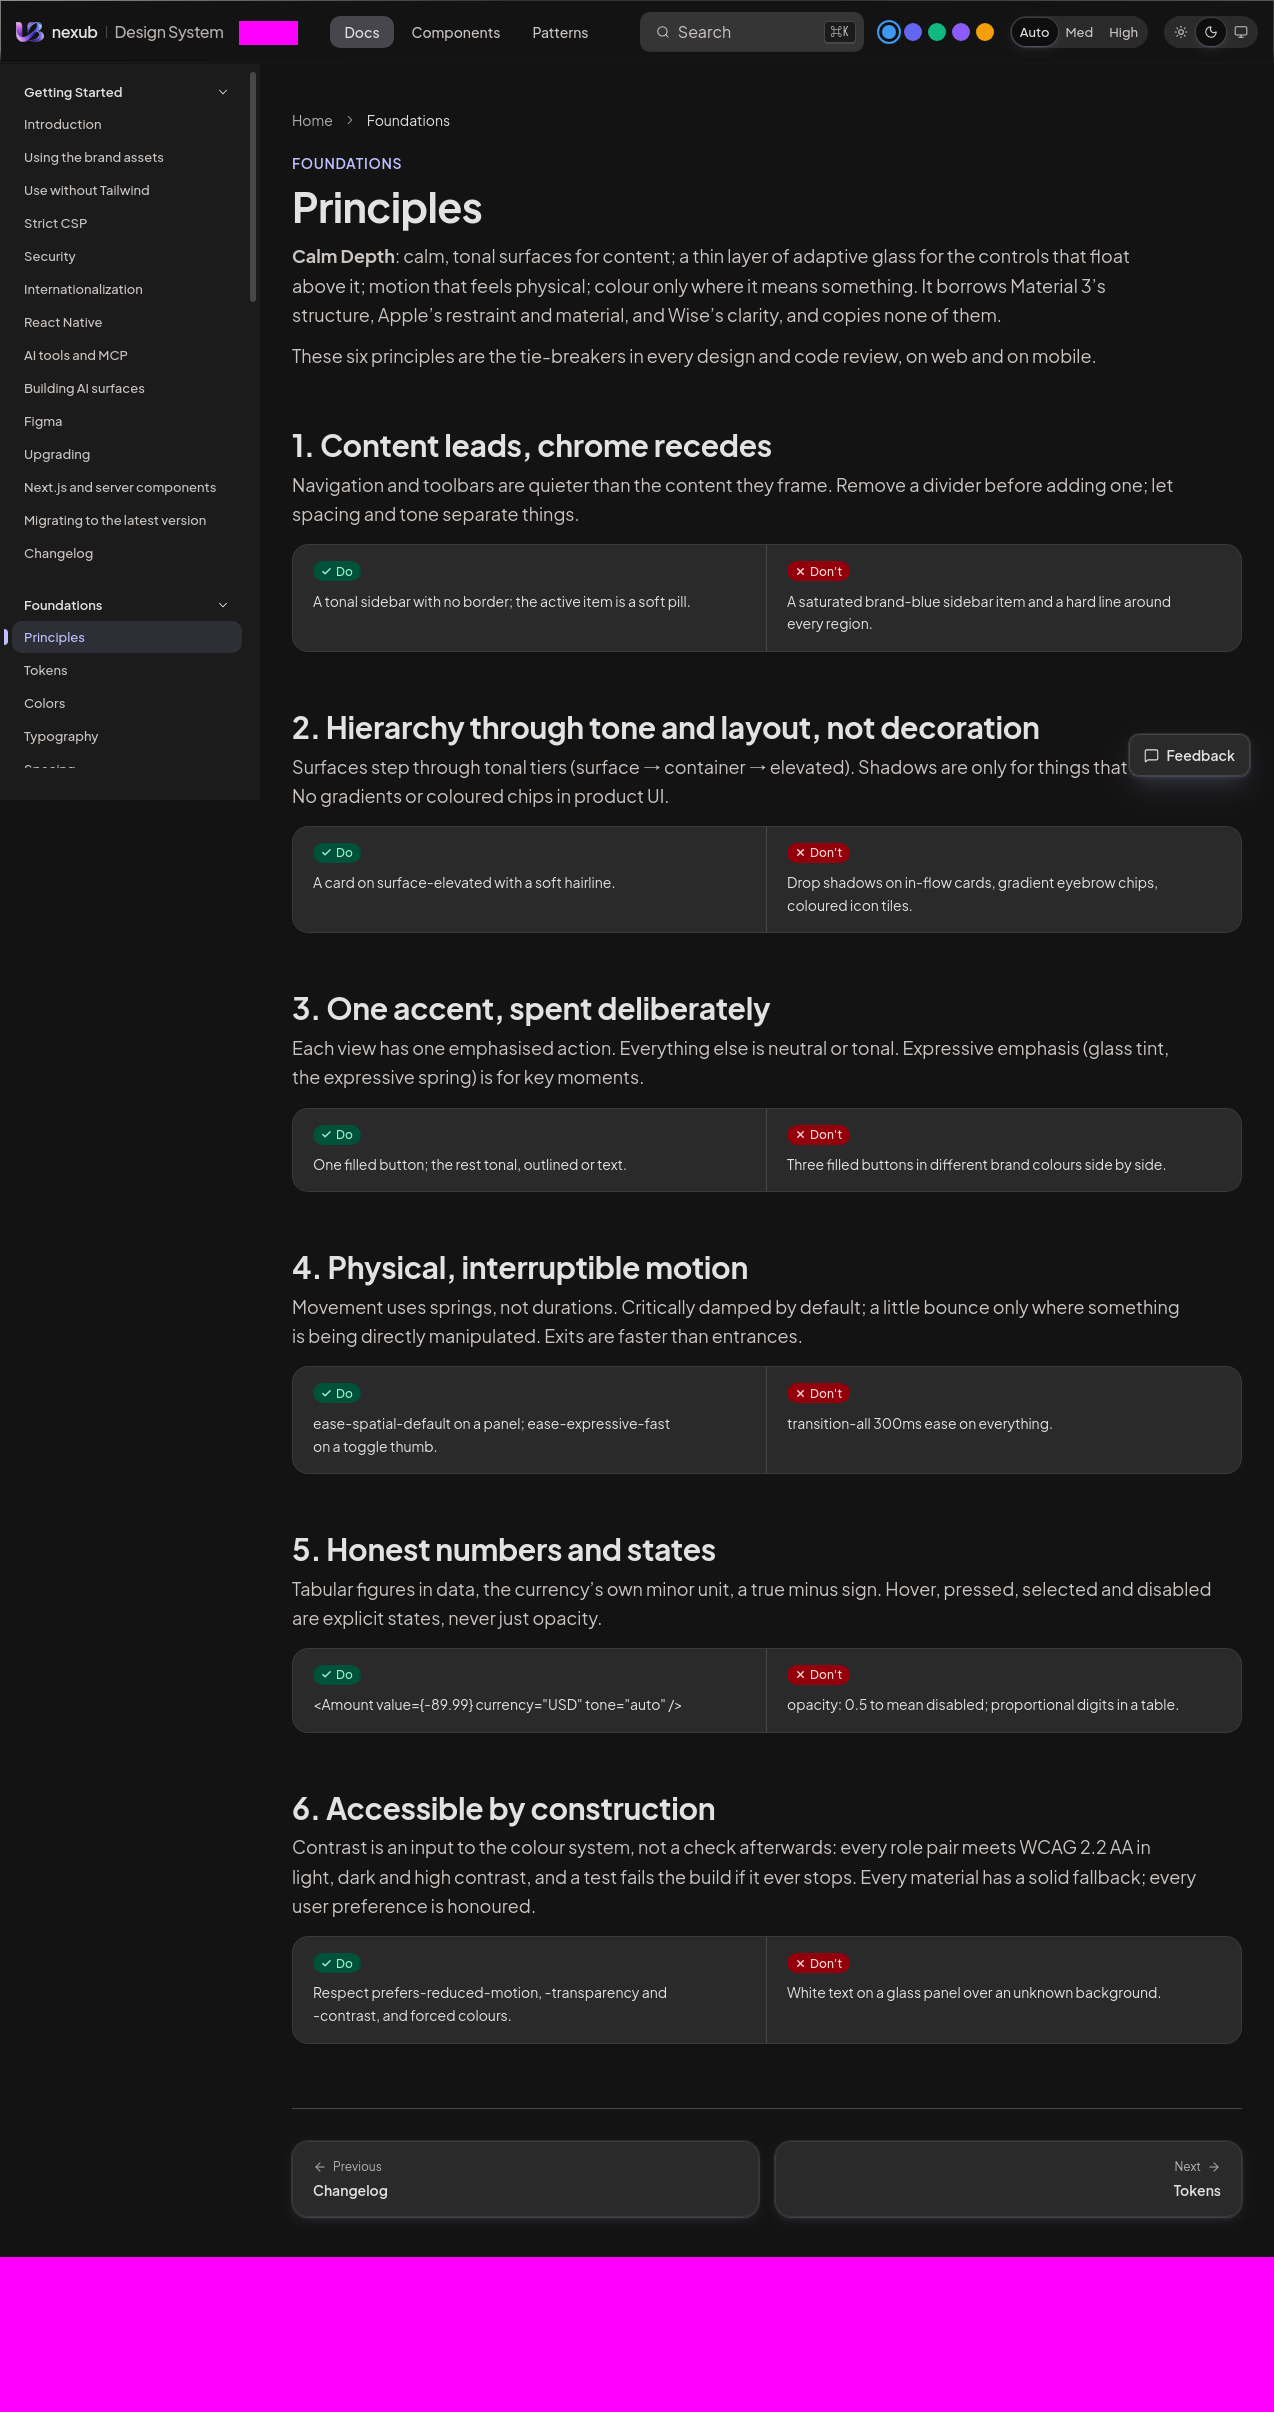 nexub Design System Docs Components Patterns Search ⌘K Auto Med High
Getting Started
Introduction
Using the brand assets
Use without Tailwind
Strict CSP
Security
Internationalization
React Native
AI tools and MCP
Building AI surfaces
Figma
Upgrading
Next.js and server components
Migrating to the latest version
Changelog
Foundations
Principles
Tokens
Colors
Typography
Spacing
Home > Foundations
FOUNDATIONS
Principles
Calm Depth: calm, tonal surfaces for content; a thin layer of adaptive glass for the controls that float
above it; motion that feels physical; colour only where it means something. It borrows Material 3’s
structure, Apple’s restraint and material, and Wise’s clarity, and copies none of them.
These six principles are the tie-breakers in every design and code review, on web and on mobile.
1. Content leads, chrome recedes
Navigation and toolbars are quieter than the content they frame. Remove a divider before adding one; let
spacing and tone separate things.
Do
A tonal sidebar with no border; the active item is a soft pill.
Don't
A saturated brand-blue sidebar item and a hard line around
every region.
2. Hierarchy through tone and layout, not decoration
Surfaces step through tonal tiers (surface → container → elevated). Shadows are only for things that
No gradients or coloured chips in product UI.
Feedback
Do
A card on surface-elevated with a soft hairline.
Don't
Drop shadows on in-flow cards, gradient eyebrow chips,
coloured icon tiles.
3. One accent, spent deliberately
Each view has one emphasised action. Everything else is neutral or tonal. Expressive emphasis (glass tint,
the expressive spring) is for key moments.
Do
One filled button; the rest tonal, outlined or text.
Don't
Three filled buttons in different brand colours side by side.
4. Physical, interruptible motion
Movement uses springs, not durations. Critically damped by default; a little bounce only where something
is being directly manipulated. Exits are faster than entrances.
Do
ease-spatial-default on a panel; ease-expressive-fast
on a toggle thumb.
Don't
transition-all 300ms ease on everything.
5. Honest numbers and states
Tabular figures in data, the currency’s own minor unit, a true minus sign. Hover, pressed, selected and disabled
are explicit states, never just opacity.
Do
<Amount value={-89.99} currency="USD" tone="auto" />
Don't
opacity: 0.5 to mean disabled; proportional digits in a table.
6. Accessible by construction
Contrast is an input to the colour system, not a check afterwards: every role pair meets WCAG 2.2 AA in
light, dark and high contrast, and a test fails the build if it ever stops. Every material has a solid fallback; every
user preference is honoured.
Do
Respect prefers-reduced-motion, -transparency and
-contrast, and forced colours.
Don't
White text on a glass panel over an unknown background.
← Previous
Changelog
Next →
Tokens